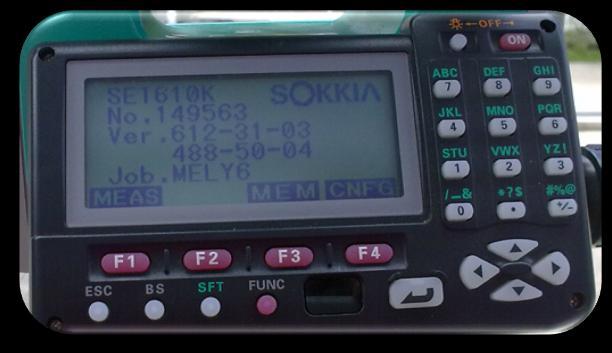 SET610K SOKKIA
No.149563
Ver.612-31-03
488-50-04
Job.MELY6
MEAS MEM CNFG
←OFF→
ON
ABC DEF GHI
7 8 9
JKL MNO PQR
4 5 6
STU VWX YZ!
1 2 3
/_& *?$ #%@
0 . +/-
F1 F2 F3 F4
ESC BS SFT FUNC